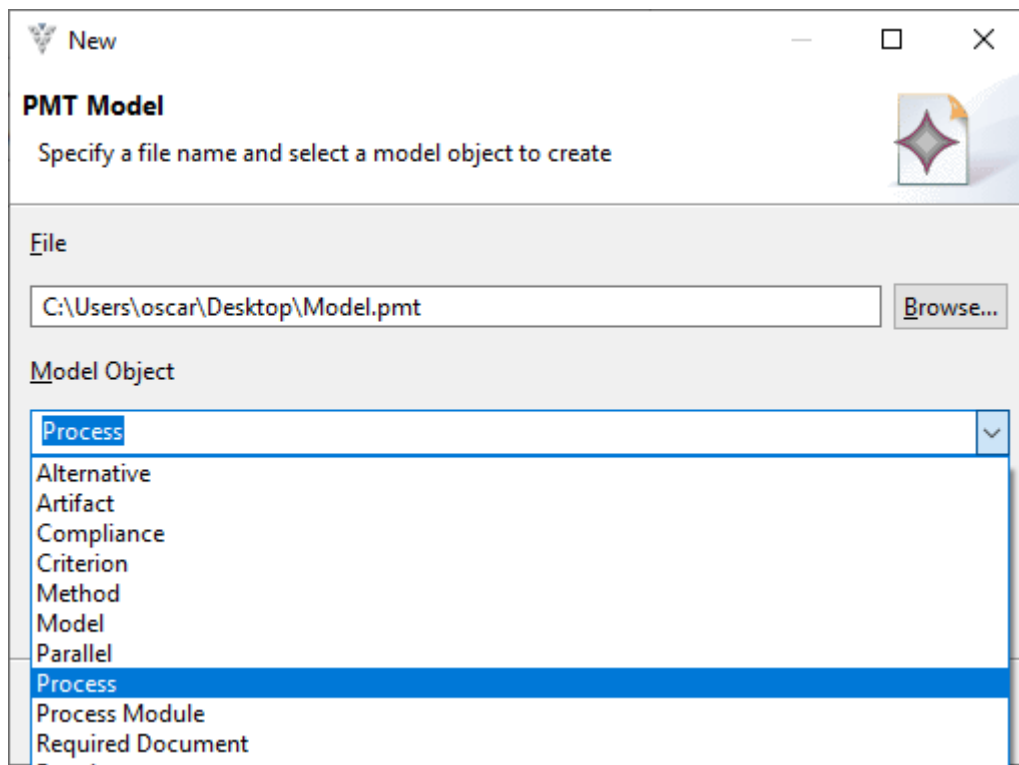 New
PMT Model
Specify a file name and select a model object to create
File
C:\Users\oscar\Desktop\Model.pmt
Browse...
Model Object
Process
Alternative
Artifact
Compliance
Criterion
Method
Model
Parallel
Process
Process Module
Required Document